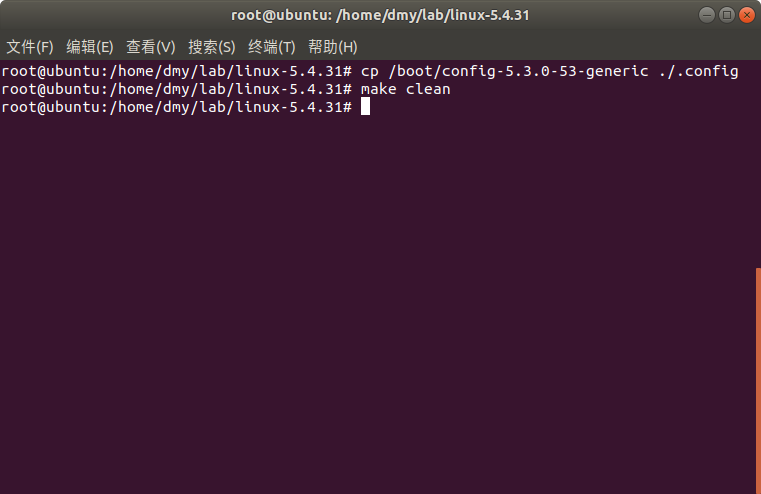 root@ubuntu: /home/dmy/lab/linux-5.4.31
文件(F) 编辑(E) 查看(V) 搜索(S) 终端(T) 帮助(H)
root@ubuntu:/home/dmy/lab/linux-5.4.31# cp /boot/config-5.3.0-53-generic ./.config
root@ubuntu:/home/dmy/lab/linux-5.4.31# make clean
root@ubuntu:/home/dmy/lab/linux-5.4.31#